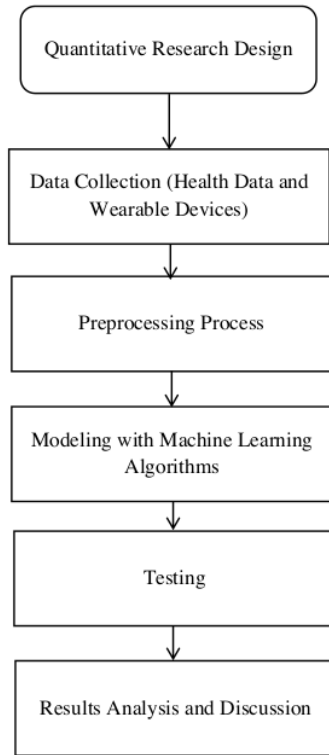 Quantitative Research Design
Data Collection (Health Data and
Wearable Devices)
Preprocessing Process
Modeling with Machine Learning
Algorithms
Testing
Results Analysis and Discussion